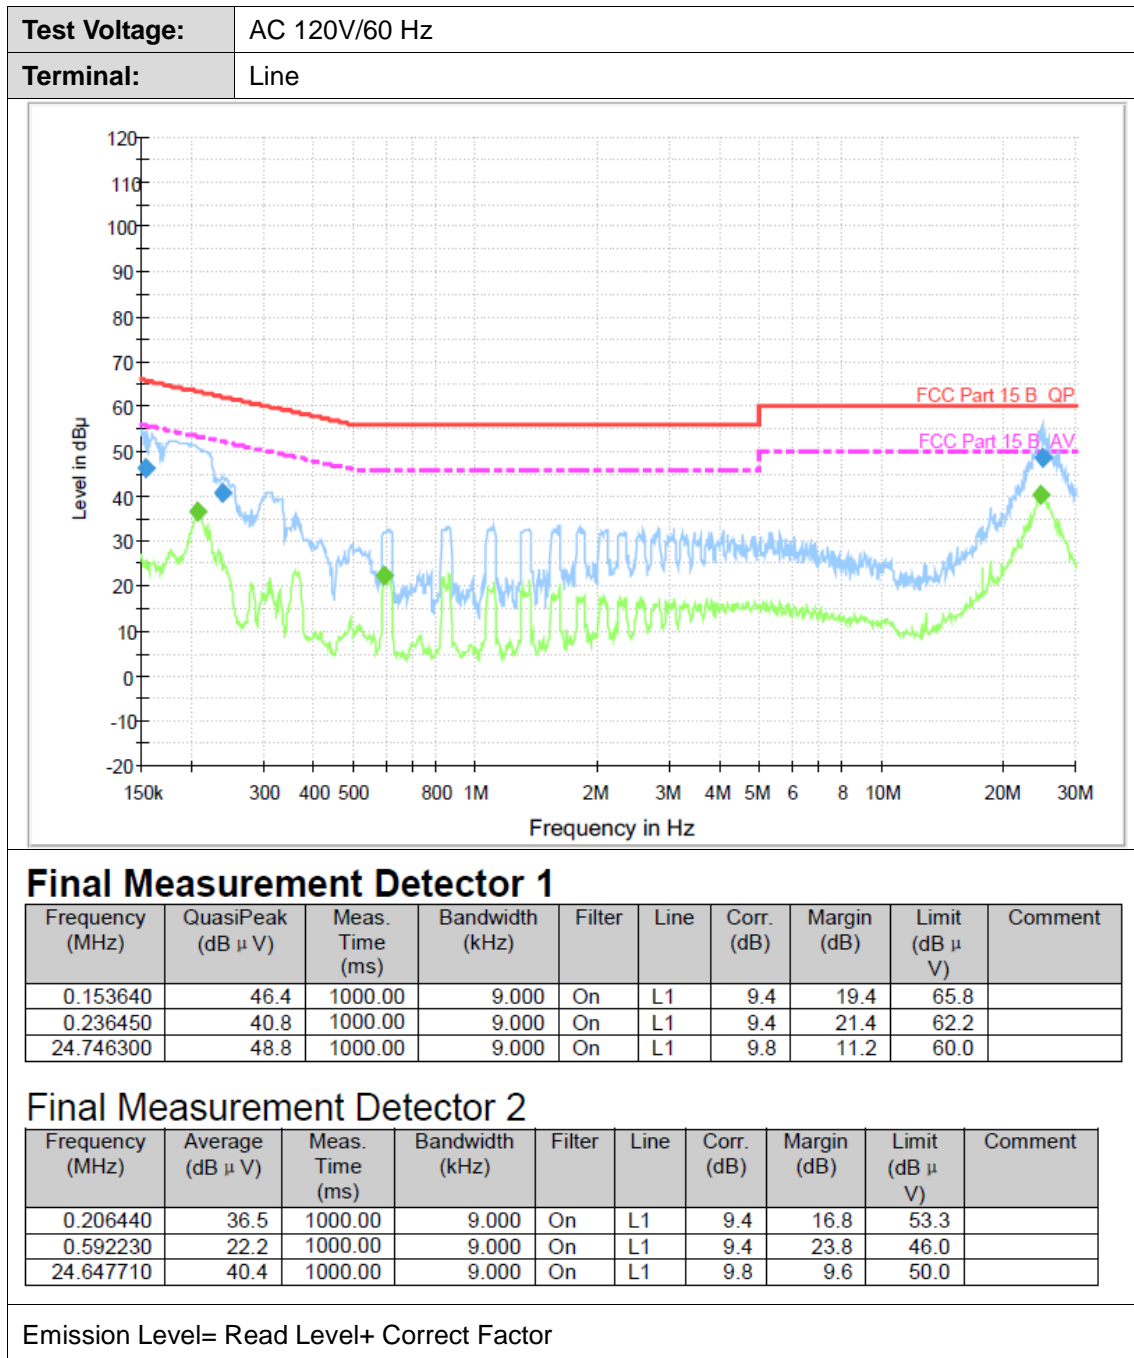 Test Voltage: AC 120V/60 Hz
Terminal: Line
120
110
100
90
80
70
60
50
40
30
20
10
0
-10
-20
Level in dBµ
FCC Part 15 B QP
FCC Part 15 B AV
150k 300 400 500 800 1M 2M 3M 4M 5M 6 8 10M 20M 30M
Frequency in Hz
Final Measurement Detector 1
Frequency (MHz) QuasiPeak (dB µ V) Meas. Time (ms) Bandwidth (kHz) Filter Line Corr. (dB) Margin (dB) Limit (dB µ V) Comment
0.153640 46.4 1000.00 9.000 On L1 9.4 19.4 65.8
0.236450 40.8 1000.00 9.000 On L1 9.4 21.4 62.2
24.746300 48.8 1000.00 9.000 On L1 9.8 11.2 60.0
Final Measurement Detector 2
Frequency (MHz) Average (dB µ V) Meas. Time (ms) Bandwidth (kHz) Filter Line Corr. (dB) Margin (dB) Limit (dB µ V) Comment
0.206440 36.5 1000.00 9.000 On L1 9.4 16.8 53.3
0.592230 22.2 1000.00 9.000 On L1 9.4 23.8 46.0
24.647710 40.4 1000.00 9.000 On L1 9.8 9.6 50.0
Emission Level= Read Level+ Correct Factor